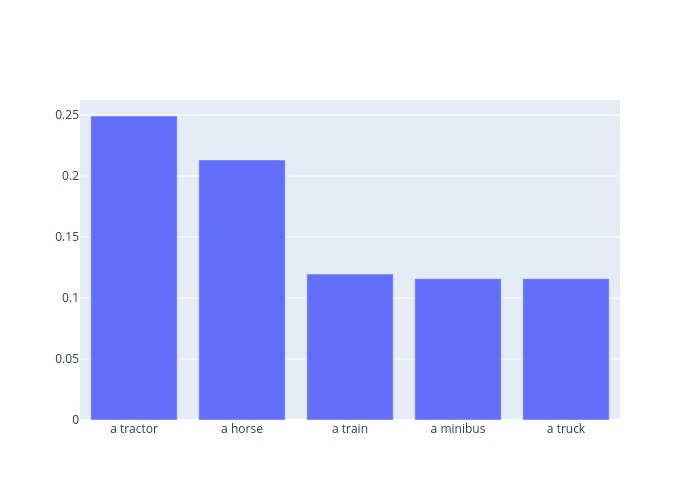 0.25
0.2
0.15
0.1
0.05
0
a tractor
a horse
a train
a minibus
a truck